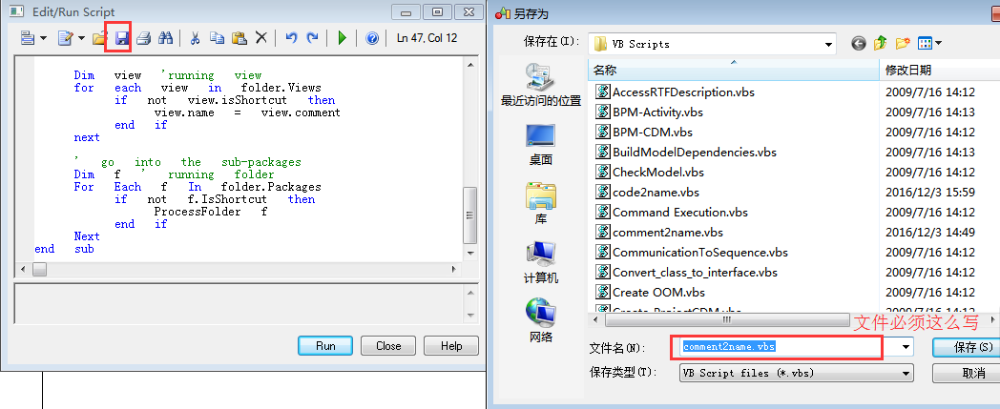 Edit/Run Script
Ln 47, Col 12
Dim view 'running view
for each view in folder.Views
if not view.isShortcut then
view.name = view.comment
end if
next
'
go into the sub-packages
Dim f ' running folder
For Each f In folder.Packages
if not f.IsShortcut then
ProcessFolder f
end if
Next
end sub
Run
Close
Help
另存为
保存在(I):
VB Scripts
最近访问的位置
桌面
库
计算机
网络
名称
修改日期
AccessRTFDescription.vbs
2009/7/16 14:12
BPM-Activity.vbs
2009/7/16 14:13
BPM-CDM.vbs
2009/7/16 14:12
BuildModelDependencies.vbs
2009/7/16 14:13
CheckModel.vbs
2009/7/16 14:12
code2name.vbs
2016/12/3 15:59
Command Execution.vbs
2009/7/16 14:12
comment2name.vbs
2016/12/3 14:49
CommunicationToSequence.vbs
2009/7/16 14:12
Convert_class_to_interface.vbs
2009/7/16 14:12
Create OOM.vbs
2009/7/16 14:12
文件必须这么写
文件名(N):
comment2name.vbs
保存(S)
保存类型(T):
VB Script files (*.vbs)
取消